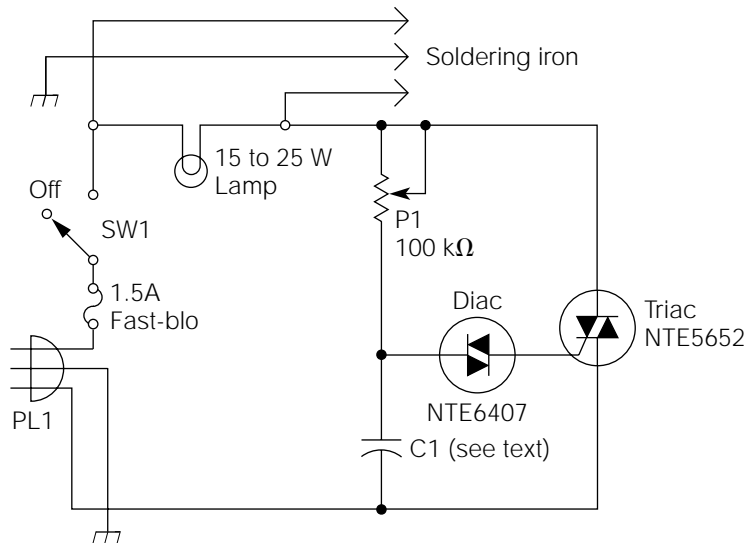 Soldering iron
15 to 25 W
Lamp
Off
SW1
P1
100 kΩ
1.5A
Fast-blo
Diac
Triac
NTE5652
PL1
NTE6407
C1 (see text)